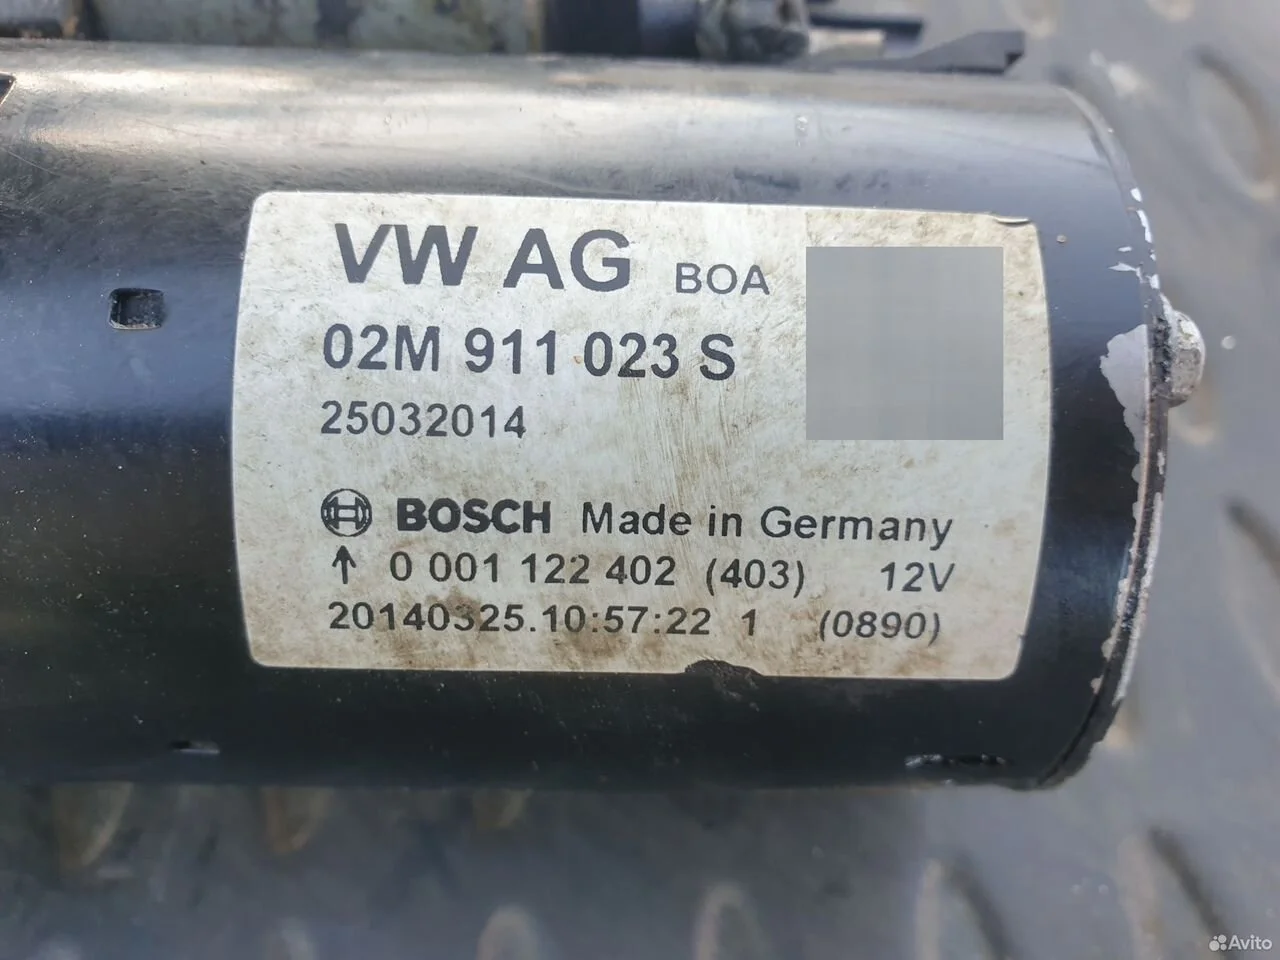 VW AG BOA
02M 911 023 S
25032014
BOSCH Made in Germany
↑ 0 001 122 402 (403) 12V
20140325.10:57:22 1 (0890)
Avito